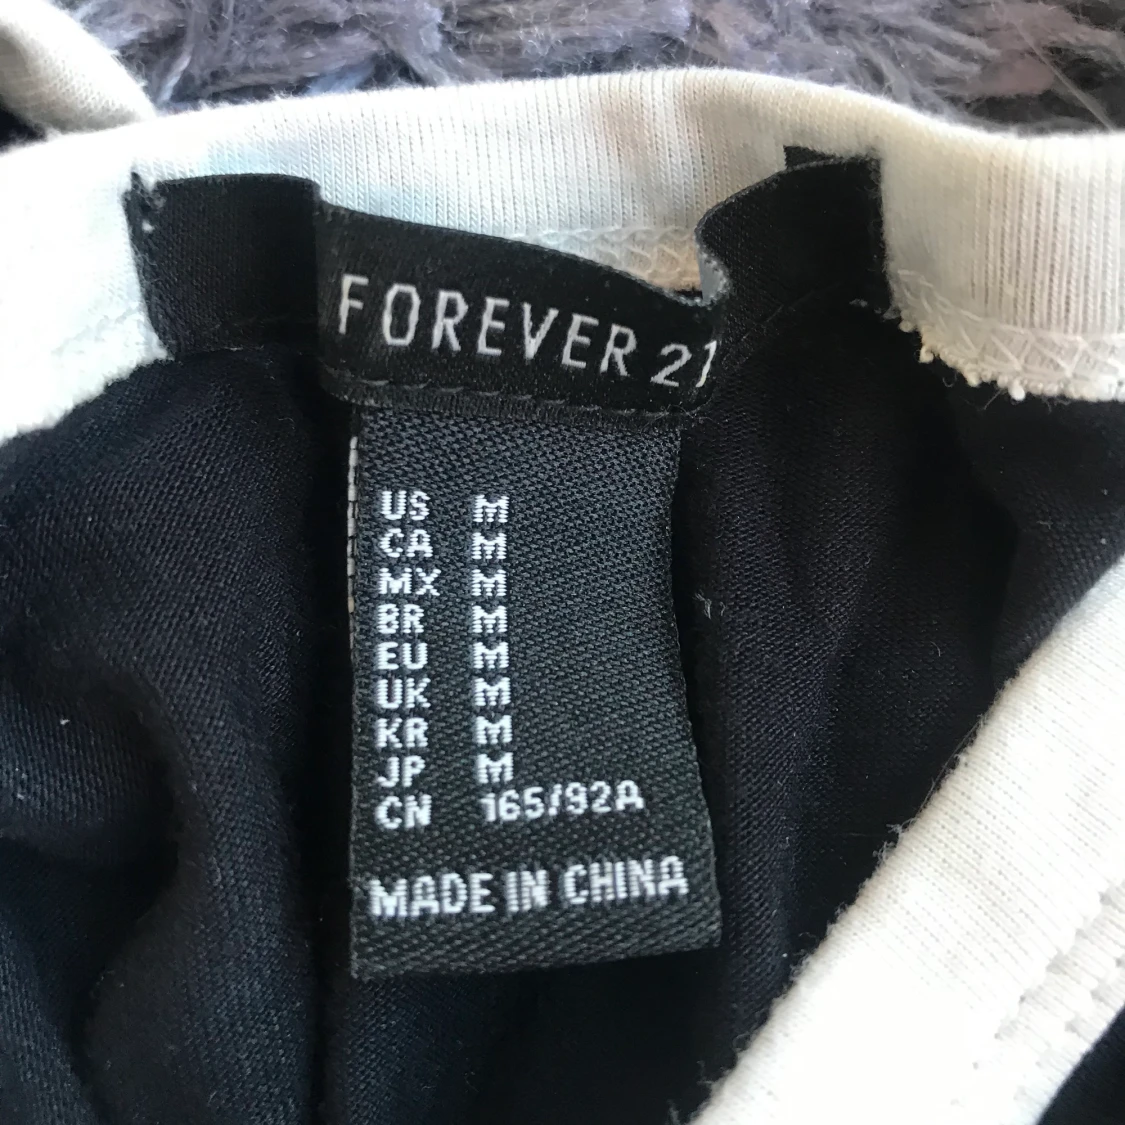 FOREVER 21
US M
CA M
MX M
BR M
EU M
UK M
KR M
JP M
CN 165/92A
MADE IN CHINA